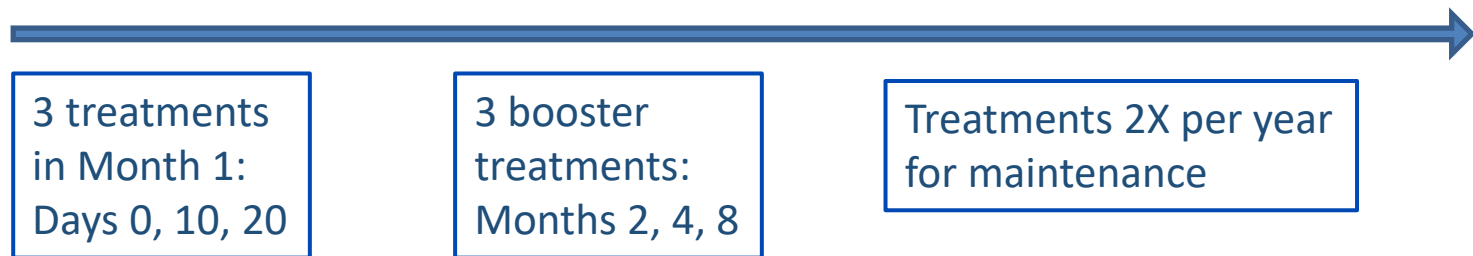 3 treatments
in Month 1:
Days 0, 10, 20
3 booster
treatments:
Months 2, 4, 8
Treatments 2X per year
for maintenance